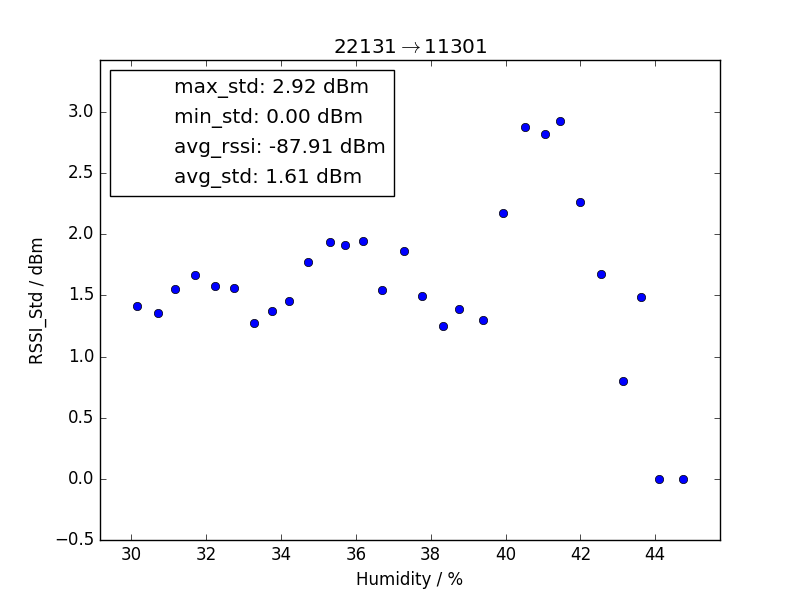 22131→11301
max_std: 2.92 dBm
min_std: 0.00 dBm
avg_rssi: -87.91 dBm
avg_std: 1.61 dBm
RSSI_Std / dBm
3.0
2.5
2.0
1.5
1.0
0.5
0.0
−0.5
30 32 34 36 38 40 42 44
Humidity / %